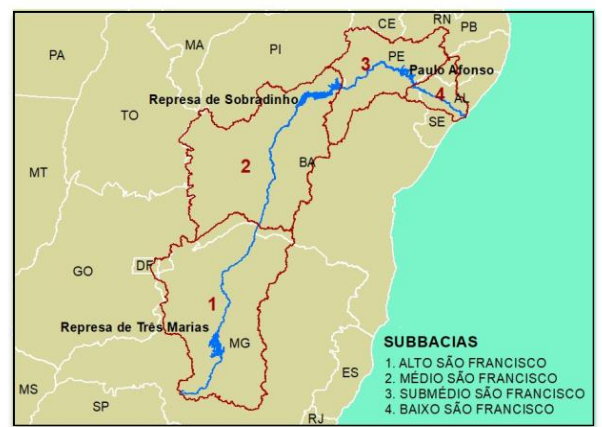 CE
RN
PB
MA
PI
PA
3
PE
Paulo Afonso
Represa de Sobradinho
4
AL
TO
SE
2
BA
MT
DF
GO
1
Represa de Três Marias
MG
SUBBACIAS
1. ALTO SÃO FRANCISCO
2. MÉDIO SÃO FRANCISCO
3. SUBMÉDIO SÃO FRANCISCO
4. BAIXO SÃO FRANCISCO
ES
MS
SP
RJ